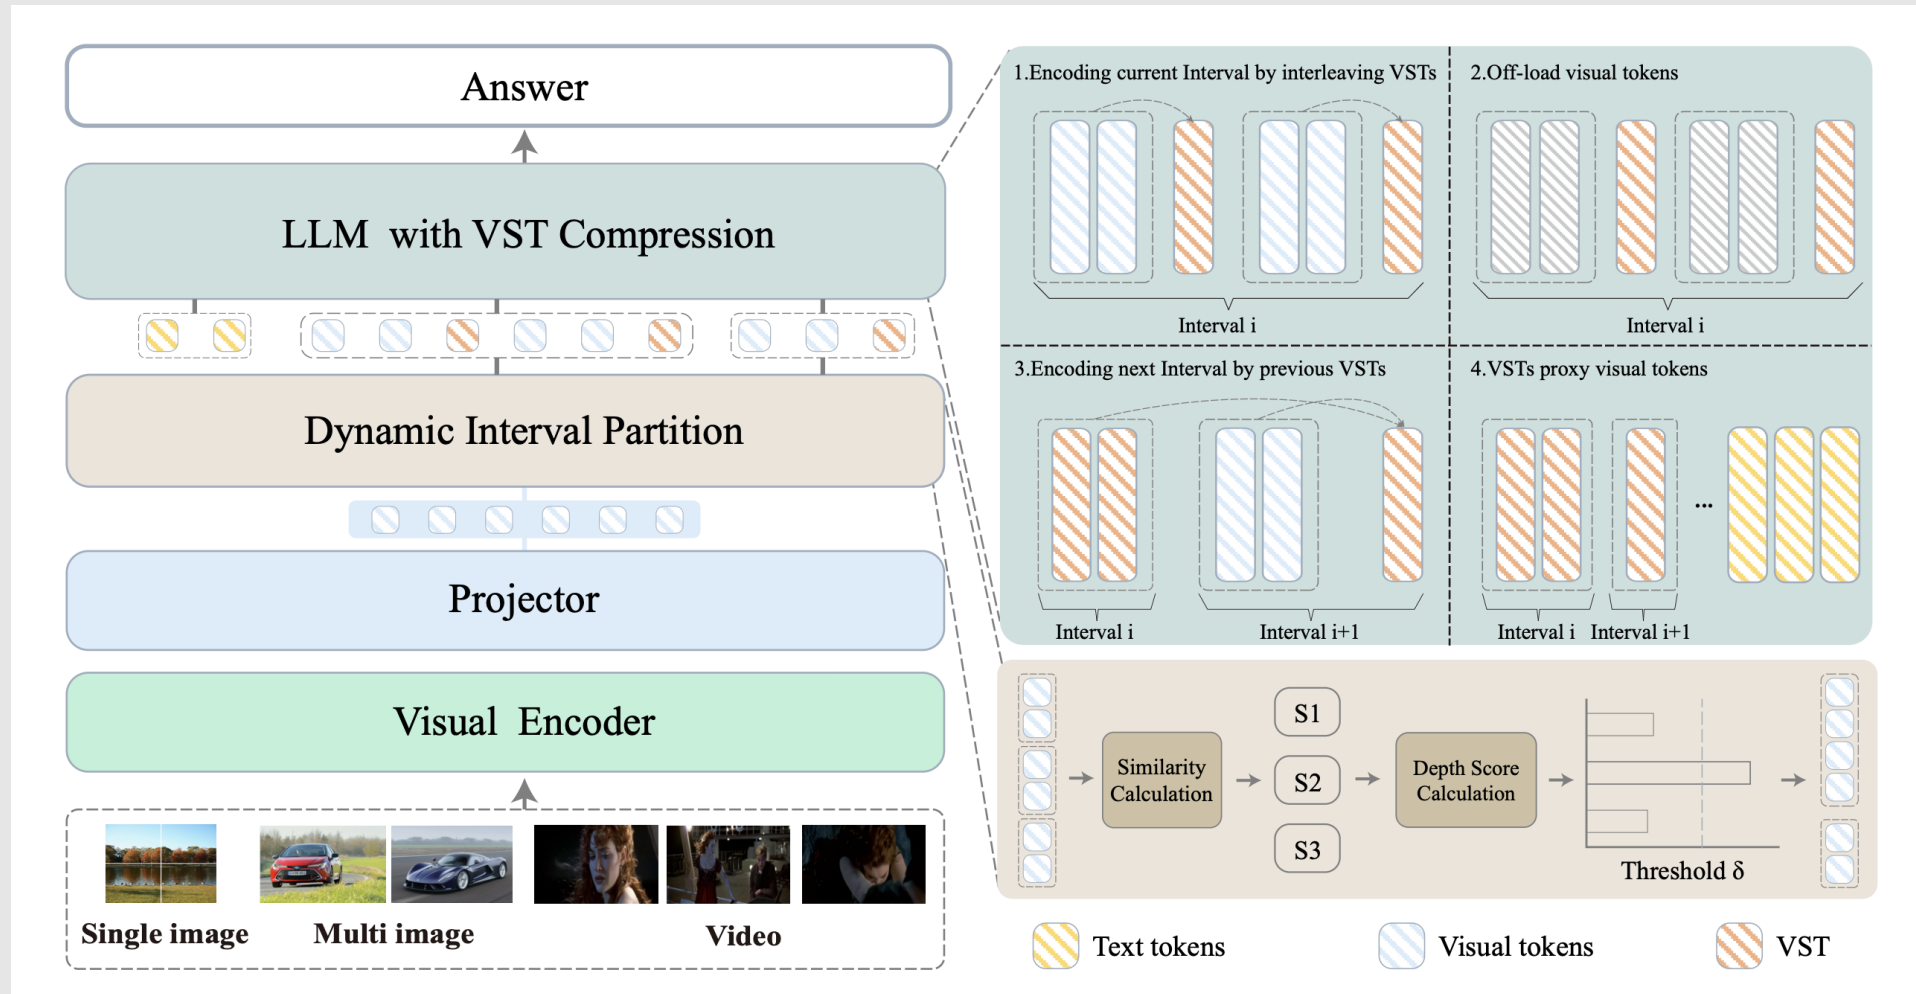 Answer
LLM with VST Compression
Dynamic Interval Partition
Projector
Visual Encoder
Single image
Multi image
Video
1.Encoding current Interval by interleaving VSTs
Interval i
2.Off-load visual tokens
Interval i
3.Encoding next Interval by previous VSTs
Interval i
Interval i+1
4.VSTs proxy visual tokens
...
Interval i
Interval i+1
Similarity
Calculation
S1
S2
S3
Depth Score
Calculation
Threshold δ
Text tokens
Visual tokens
VST